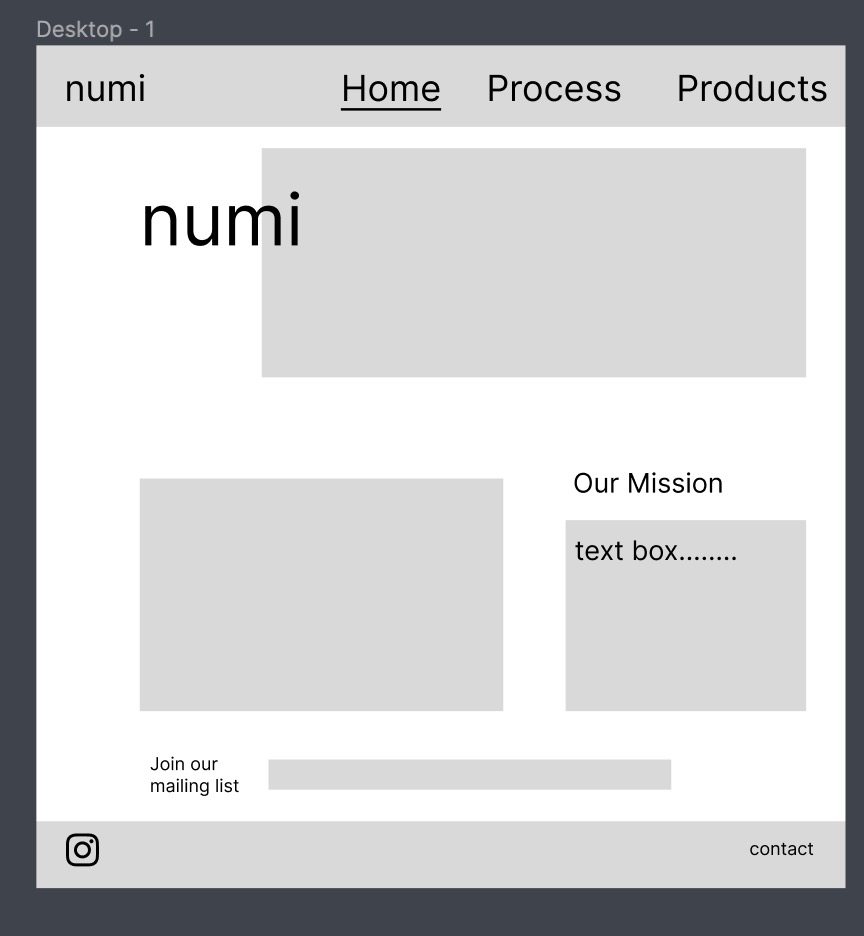 Desktop - 1
numi Home Process Products
numi
Our Mission
text box........
Join our
mailing list
contact